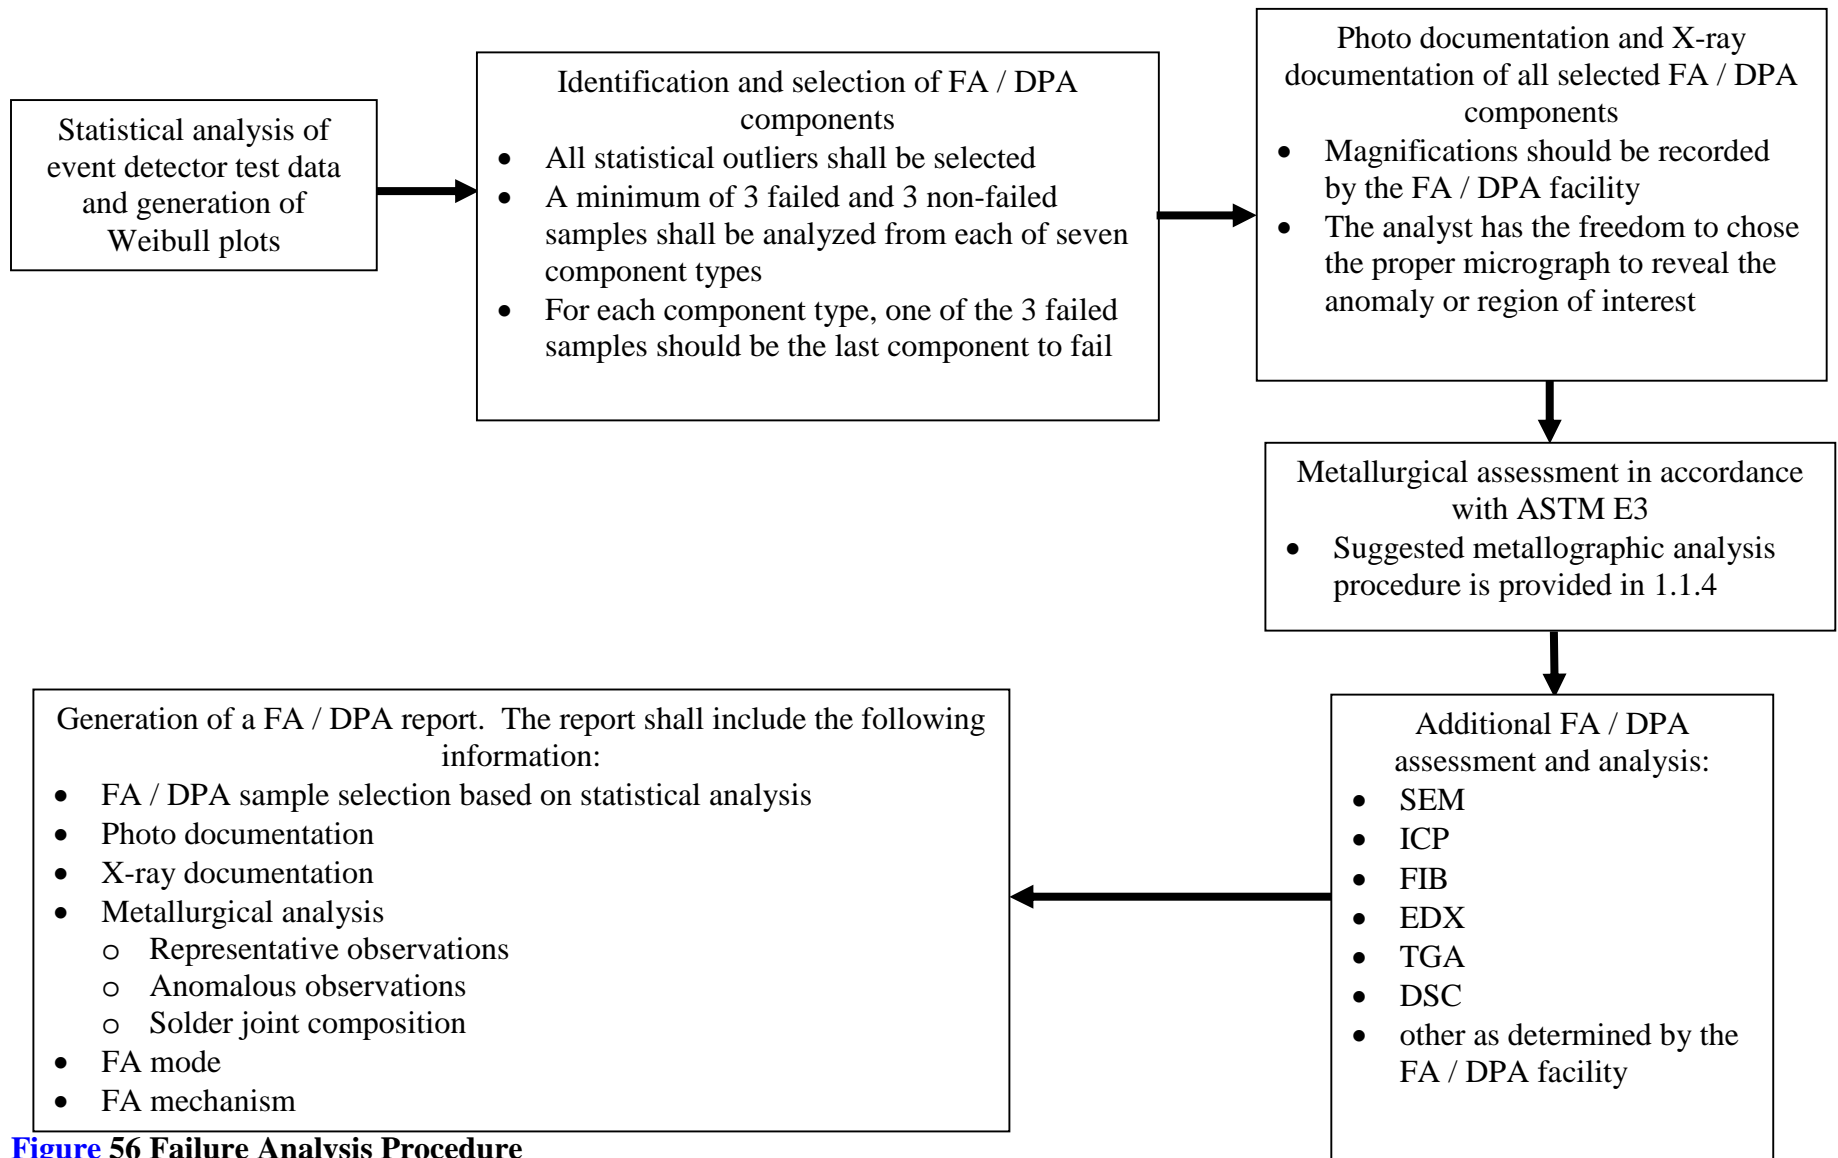 Statistical analysis of
event detector test data
and generation of
Weibull plots
Identification and selection of FA / DPA
components
• All statistical outliers shall be selected
• A minimum of 3 failed and 3 non-failed
samples shall be analyzed from each of seven
component types
• For each component type, one of the 3 failed
samples should be the last component to fail
Photo documentation and X-ray
documentation of all selected FA / DPA
components
• Magnifications should be recorded
by the FA / DPA facility
• The analyst has the freedom to chose
the proper micrograph to reveal the
anomaly or region of interest
Metallurgical assessment in accordance
with ASTM E3
• Suggested metallographic analysis
procedure is provided in 1.1.4
Additional FA / DPA
assessment and analysis:
• SEM
• ICP
• FIB
• EDX
• TGA
• DSC
• other as determined by the
FA / DPA facility
Generation of a FA / DPA report.  The report shall include the following
information:
• FA / DPA sample selection based on statistical analysis
• Photo documentation
• X-ray documentation
• Metallurgical analysis
o Representative observations
o Anomalous observations
o Solder joint composition
• FA mode
• FA mechanism
Figure 56 Failure Analysis Procedure